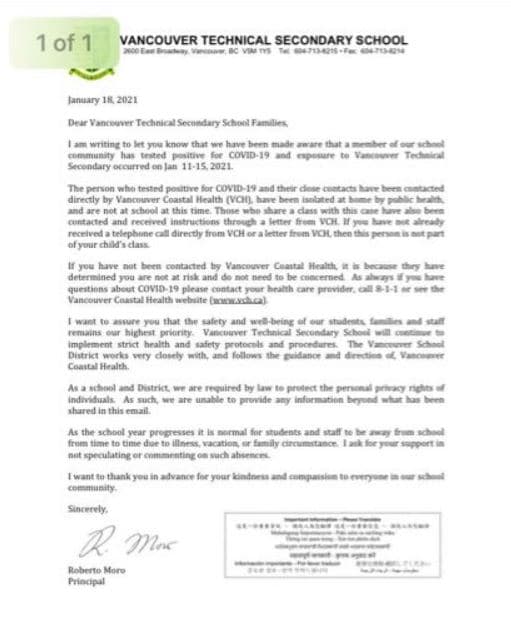 1 of 1
VANCOUVER TECHNICAL SECONDARY SCHOOL
2600 East Broadway, Vancouver, BC V5M 1Y5 Tel: 604-713-8215 • Fax: 604-713-8214
January 18, 2021
Dear Vancouver Technical Secondary School Families,
I am writing to let you know that we have been made aware that a member of our school
community has tested positive for COVID-19 and exposure to Vancouver Technical
Secondary occurred on Jan 11-15, 2021.
The person who tested positive for COVID-19 and their close contacts have been contacted
directly by Vancouver Coastal Health (VCH), have been isolated at home by public health,
and are not at school at this time. Those who share a class with this case have also been
contacted and received instructions through a letter from VCH. If you have not already
received a telephone call directly from VCH or a letter from VCH, then this person is not part
of your child's class.
If you have not been contacted by Vancouver Coastal Health, it is because they have
determined you are not at risk and do not need to be concerned. As always if you have
questions about COVID-19 please contact your health care provider, call 8-1-1 or see the
Vancouver Coastal Health website (www.vch.ca).
I want to assure you that the safety and well-being of our students, families and staff
remains our highest priority. Vancouver Technical Secondary School will continue to
implement strict health and safety protocols and procedures. The Vancouver School
District works very closely with, and follows the guidance and direction of, Vancouver
Coastal Health.
As a school and District, we are required by law to protect the personal privacy rights of
individuals. As such, we are unable to provide any information beyond what has been
shared in this email.
As the school year progresses it is normal for students and staff to be away from school
from time to time due to illness, vacation, or family circumstance. I ask for your support in
not speculating or commenting on such absences.
I want to thank you in advance for your kindness and compassion to everyone in our school
community.
Sincerely,
R. Moro
Roberto Moro
Principal
Important Information - Please Translate